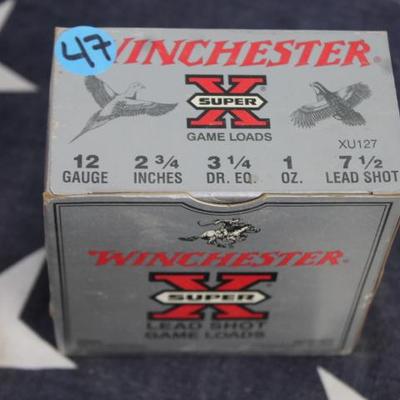 47
WINCHESTER
X
SUPER
GAME LOADS
XU127
12 2 3/4 3 1/4 1 7 1/2
GAUGE INCHES DR. EQ. OZ. LEAD SHOT
WINCHESTER
X
SUPER
LEAD SHOT
GAME LOADS